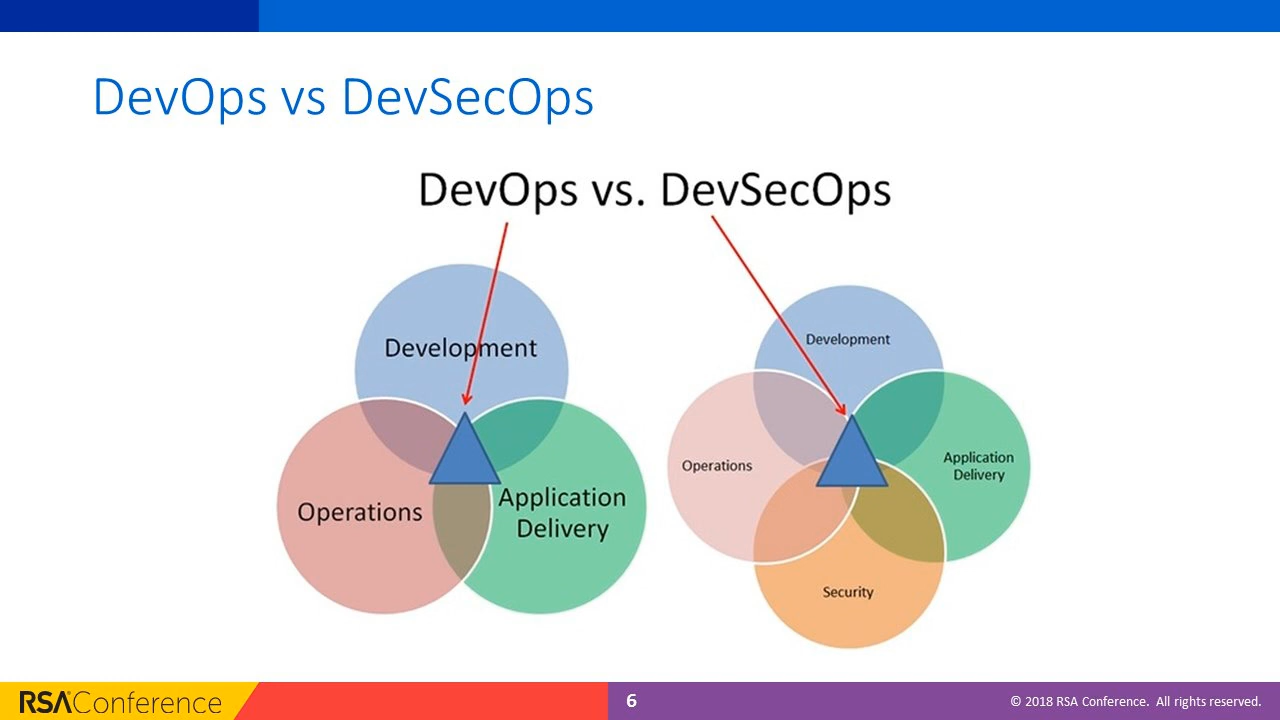 DevOps vs DevSecOps
DevOps vs. DevSecOps
Development
Operations
Application
Delivery
Development
Operations
Application
Delivery
Security
RSAConference
6
© 2018 RSA Conference. All rights reserved.